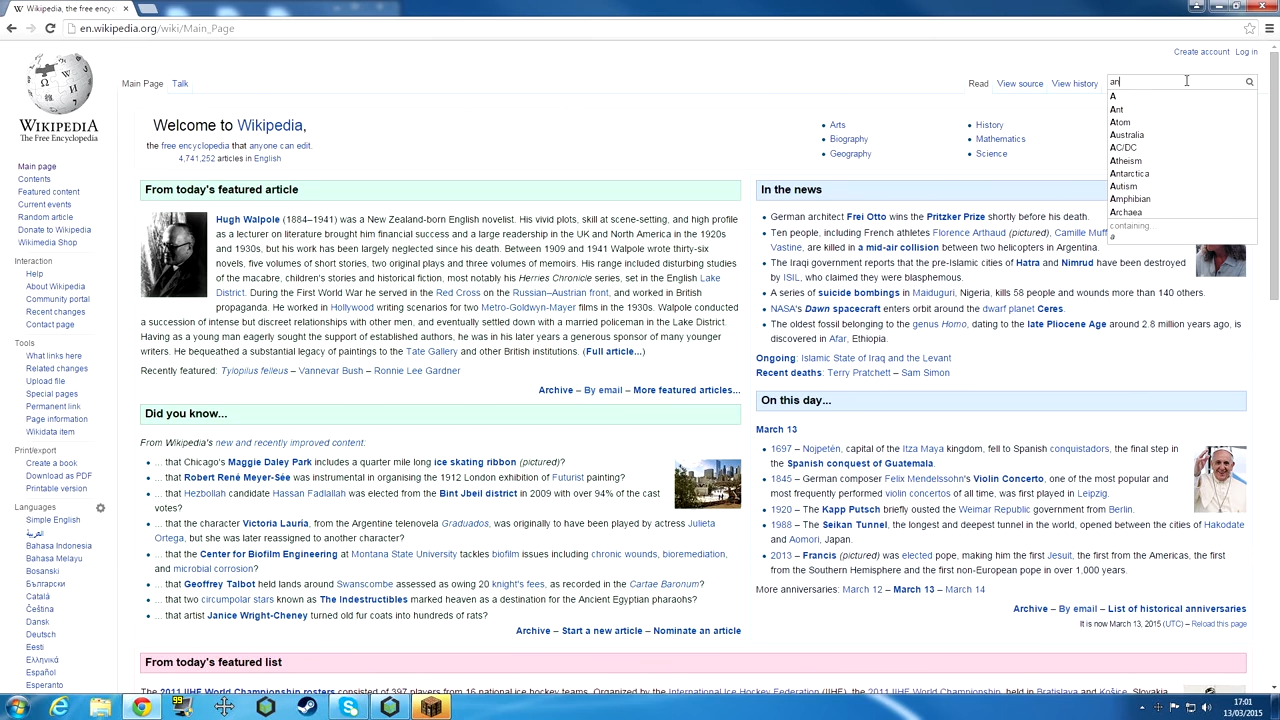 Wikipedia, the free ency
en.wikipedia.org/wiki/Main_Page
Create account Log in
Main Page Talk Read View source View history an
WIKIPEDIA
The Free Encyclopedia
Main page
Contents
Featured content
Current events
Random article
Donate to Wikipedia
Wikimedia Shop
Interaction
Help
About Wikipedia
Community portal
Recent changes
Contact page
Tools
What links here
Related changes
Upload file
Special pages
Permanent link
Page information
Wikidata item
Print/export
Create a book
Download as PDF
Printable version
Languages
Simple English
العربية
Bahasa Indonesia
Bahasa Melayu
Bosanski
Български
Català
Čeština
Dansk
Deutsch
Eesti
Ελληνικά
Español
Esperanto
Welcome to Wikipedia,
the free encyclopedia that anyone can edit.
4,741,252 articles in English
Arts
Biography
Geography
History
Mathematics
Science
A
Ant
Atom
Australia
AC/DC
Atheism
Antarctica
Autism
Amphibian
Archaea
containing...
a
From today's featured article
Hugh Walpole (1884–1941) was a New Zealand-born English novelist. His vivid plots, skill at scene-setting, and high profile
as a lecturer on literature brought him financial success and a large readership in the UK and North America in the 1920s
and 1930s, but his work has been largely neglected since his death. Between 1909 and 1941 Walpole wrote thirty-six
novels, five volumes of short stories, two original plays and three volumes of memoirs. His range included disturbing studies
of the macabre, children's stories and historical fiction, most notably his Herries Chronicle series, set in the English Lake
District. During the First World War he served in the Red Cross on the Russian–Austrian front, and worked in British
propaganda. He worked in Hollywood writing scenarios for two Metro-Goldwyn-Mayer films in the 1930s. Walpole conducted
a succession of intense but discreet relationships with other men, and eventually settled down with a married policeman in the Lake District.
Having as a young man eagerly sought the support of established authors, he was in his later years a generous sponsor of many younger
writers. He bequeathed a substantial legacy of paintings to the Tate Gallery and other British institutions. (Full article...)
Recently featured: Tylopilus felleus – Vannevar Bush – Ronnie Lee Gardner
Archive – By email – More featured articles...
Did you know...
From Wikipedia's new and recently improved content:
... that Chicago's Maggie Daley Park includes a quarter mile long ice skating ribbon (pictured)?
... that Robert René Meyer-Sée was instrumental in organising the 1912 London exhibition of Futurist painting?
... that Hezbollah candidate Hassan Fadlallah was elected from the Bint Jbeil district in 2009 with over 94% of the cast
votes?
... that the character Victoria Lauría, from the Argentine telenovela Graduados, was originally to have been played by actress Julieta
Ortega, but she was later reassigned to another character?
... that the Center for Biofilm Engineering at Montana State University tackles biofilm issues including chronic wounds, bioremediation,
and microbial corrosion?
... that Geoffrey Talbot held lands around Swanscombe assessed as owing 20 knight's fees, as recorded in the Cartae Baronum?
... that two circumpolar stars known as The Indestructibles marked heaven as a destination for the Ancient Egyptian pharaohs?
... that artist Janice Wright-Cheney turned old fur coats into hundreds of rats?
Archive – Start a new article – Nominate an article
In the news
German architect Frei Otto wins the Pritzker Prize shortly before his death.
Ten people, including French athletes Florence Arthaud (pictured), Camille Muff
Vastine, are killed in a mid-air collision between two helicopters in Argentina.
The Iraqi government reports that the pre-Islamic cities of Hatra and Nimrud have been destroyed
by ISIL, who claimed they were blasphemous.
A series of suicide bombings in Maiduguri, Nigeria, kills 58 people and wounds more than 140 others.
NASA's Dawn spacecraft enters orbit around the dwarf planet Ceres.
The oldest fossil belonging to the genus Homo, dating to the late Pliocene Age around 2.8 million years ago, is
discovered in Afar, Ethiopia.
Ongoing: Islamic State of Iraq and the Levant
Recent deaths: Terry Pratchett – Sam Simon
On this day...
March 13
1697 – Nojpetén, capital of the Itza Maya kingdom, fell to Spanish conquistadors, the final step in
the Spanish conquest of Guatemala.
1845 – German composer Felix Mendelssohn's Violin Concerto, one of the most popular and
most frequently performed violin concertos of all time, was first played in Leipzig.
1920 – The Kapp Putsch briefly ousted the Weimar Republic government from Berlin.
1988 – The Seikan Tunnel, the longest and deepest tunnel in the world, opened between the cities of Hakodate
and Aomori, Japan.
2013 – Francis (pictured) was elected pope, making him the first Jesuit, the first from the Americas, the first
from the Southern Hemisphere and the first non-European pope in over 1,000 years.
More anniversaries: March 12 – March 13 – March 14
Archive – By email – List of historical anniversaries
It is now March 13, 2015 (UTC) – Reload this page
From today's featured list
The 2011 IIHF World Championship rosters consisted of 397 players from 16 national ice hockey teams. Organized by the International Ice Hockey Federation (IIHF), the 2011 IIHF World Championship, held in Bratislava and Košice, Slovakia
99
17:01
13/03/2015